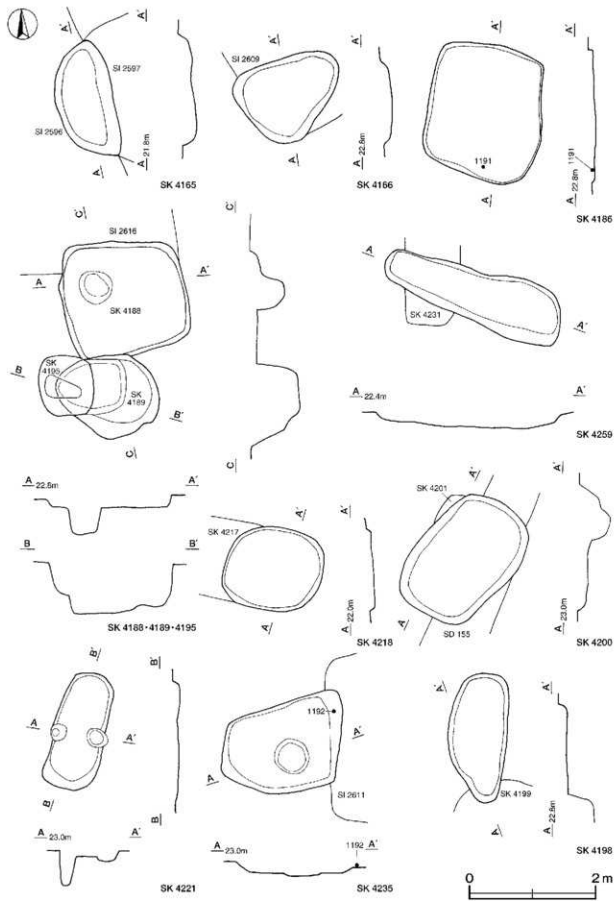 A'
SI 2597
SI 2596
A
A'
A 21.8m
SK 4165
SI 2609
A'
A
A'
A 22.8m
SK 4166
A'
1191
A
A'
1191
A 22.8m
SK 4186
C'
SI 2616
A
A'
SK 4188
SK 4195
SK 4189
B
B'
C
C'
C
A
SK 4231
A'
A 22.4m
A'
SK 4259
A 22.8m
A'
B
B'
SK 4188・4189・4195
SK 4217
A'
A
A'
A 22.0m
SK 4218
SK 4201
A'
A
SD 155
A'
A 23.0m
SK 4200
B'
A
A'
B
B'
B
A 23.0m
A'
SK 4221
1192
A'
A
SI 2611
A 23.0m
1192
A'
SK 4235
A'
SK 4199
A
A'
A 22.8m
SK 4198
0
2 m